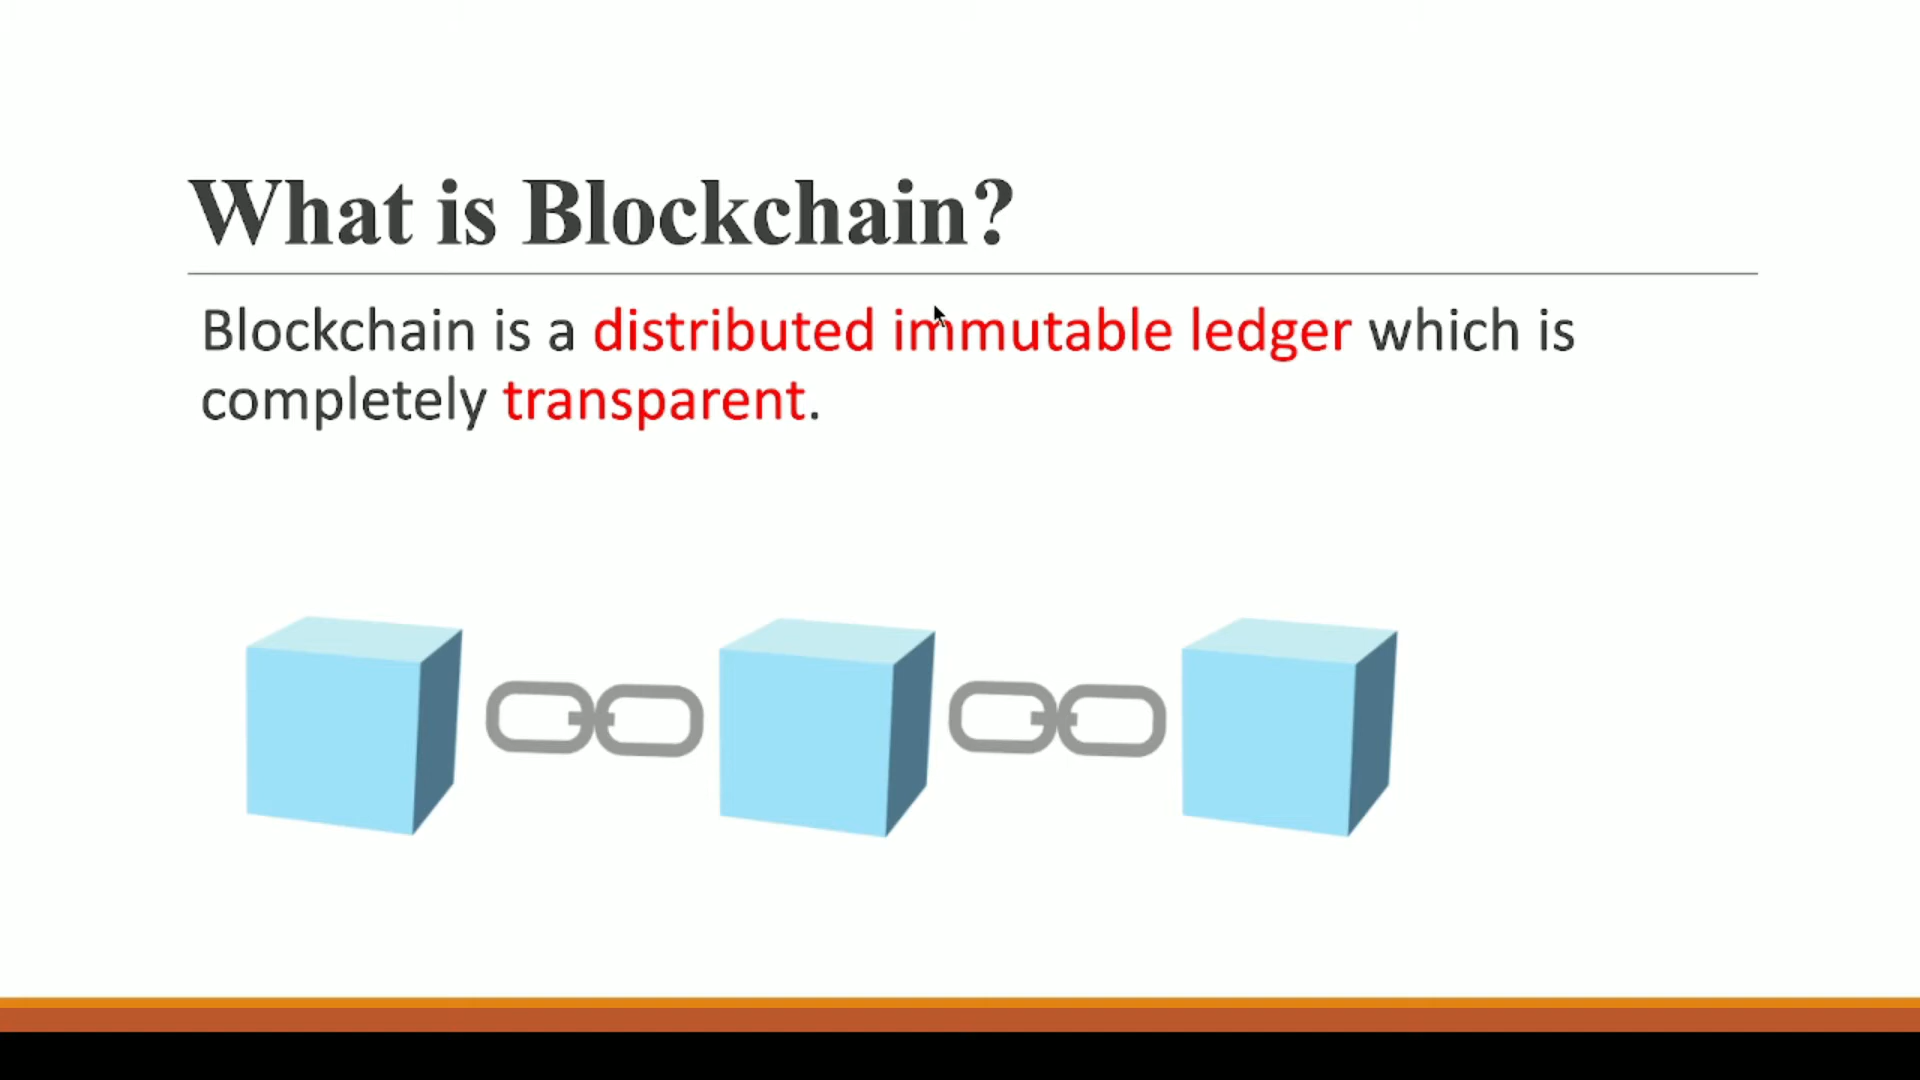 What is Blockchain?
Blockchain is a distributed immutable ledger which is
completely transparent.